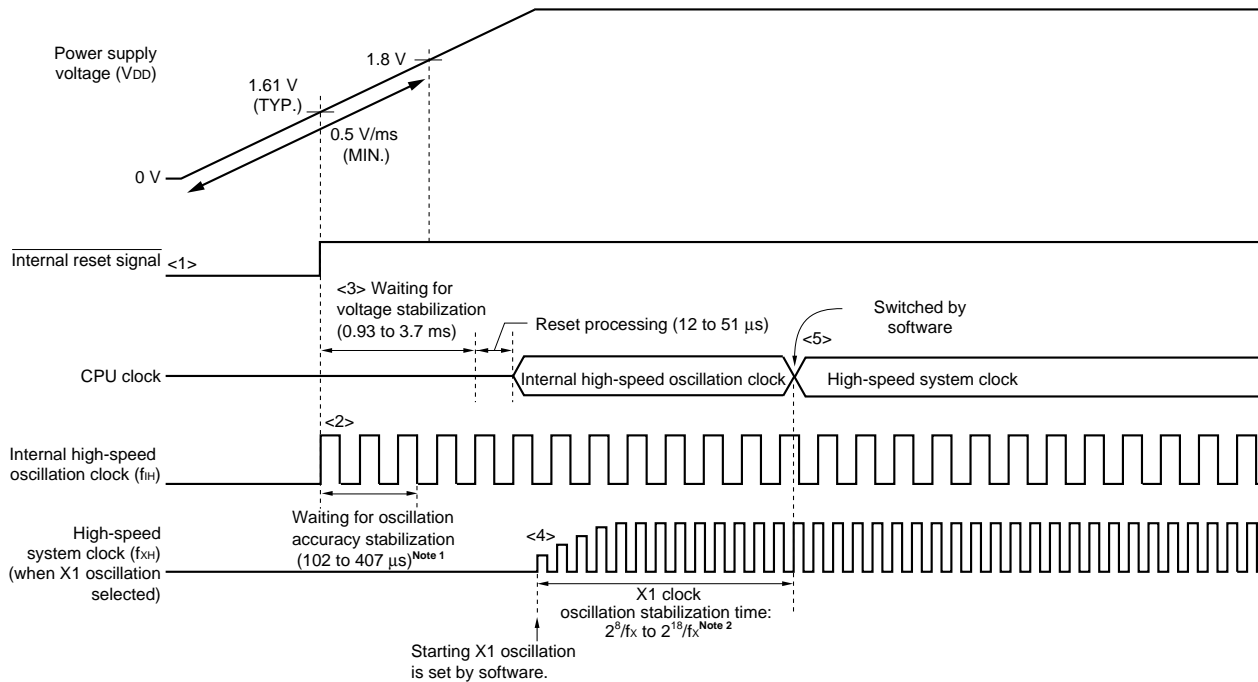 Power supply
voltage (VDD)
1.8 V
1.61 V
(TYP.)
0.5 V/ms
(MIN.)
0 V
Internal reset signal
<1>
<3> Waiting for
voltage stabilization
(0.93 to 3.7 ms)
Reset processing (12 to 51 μs)
Switched by
software
<5>
CPU clock
Internal high-speed oscillation clock
High-speed system clock
<2>
Internal high-speed
oscillation clock (fIH)
Waiting for oscillation
accuracy stabilization
(102 to 407 μs)Note 1
High-speed
system clock (fXH)
(when X1 oscillation
selected)
<4>
X1 clock
oscillation stabilization time:
2^8/fX to 2^18/fXNote 2
Starting X1 oscillation
is set by software.